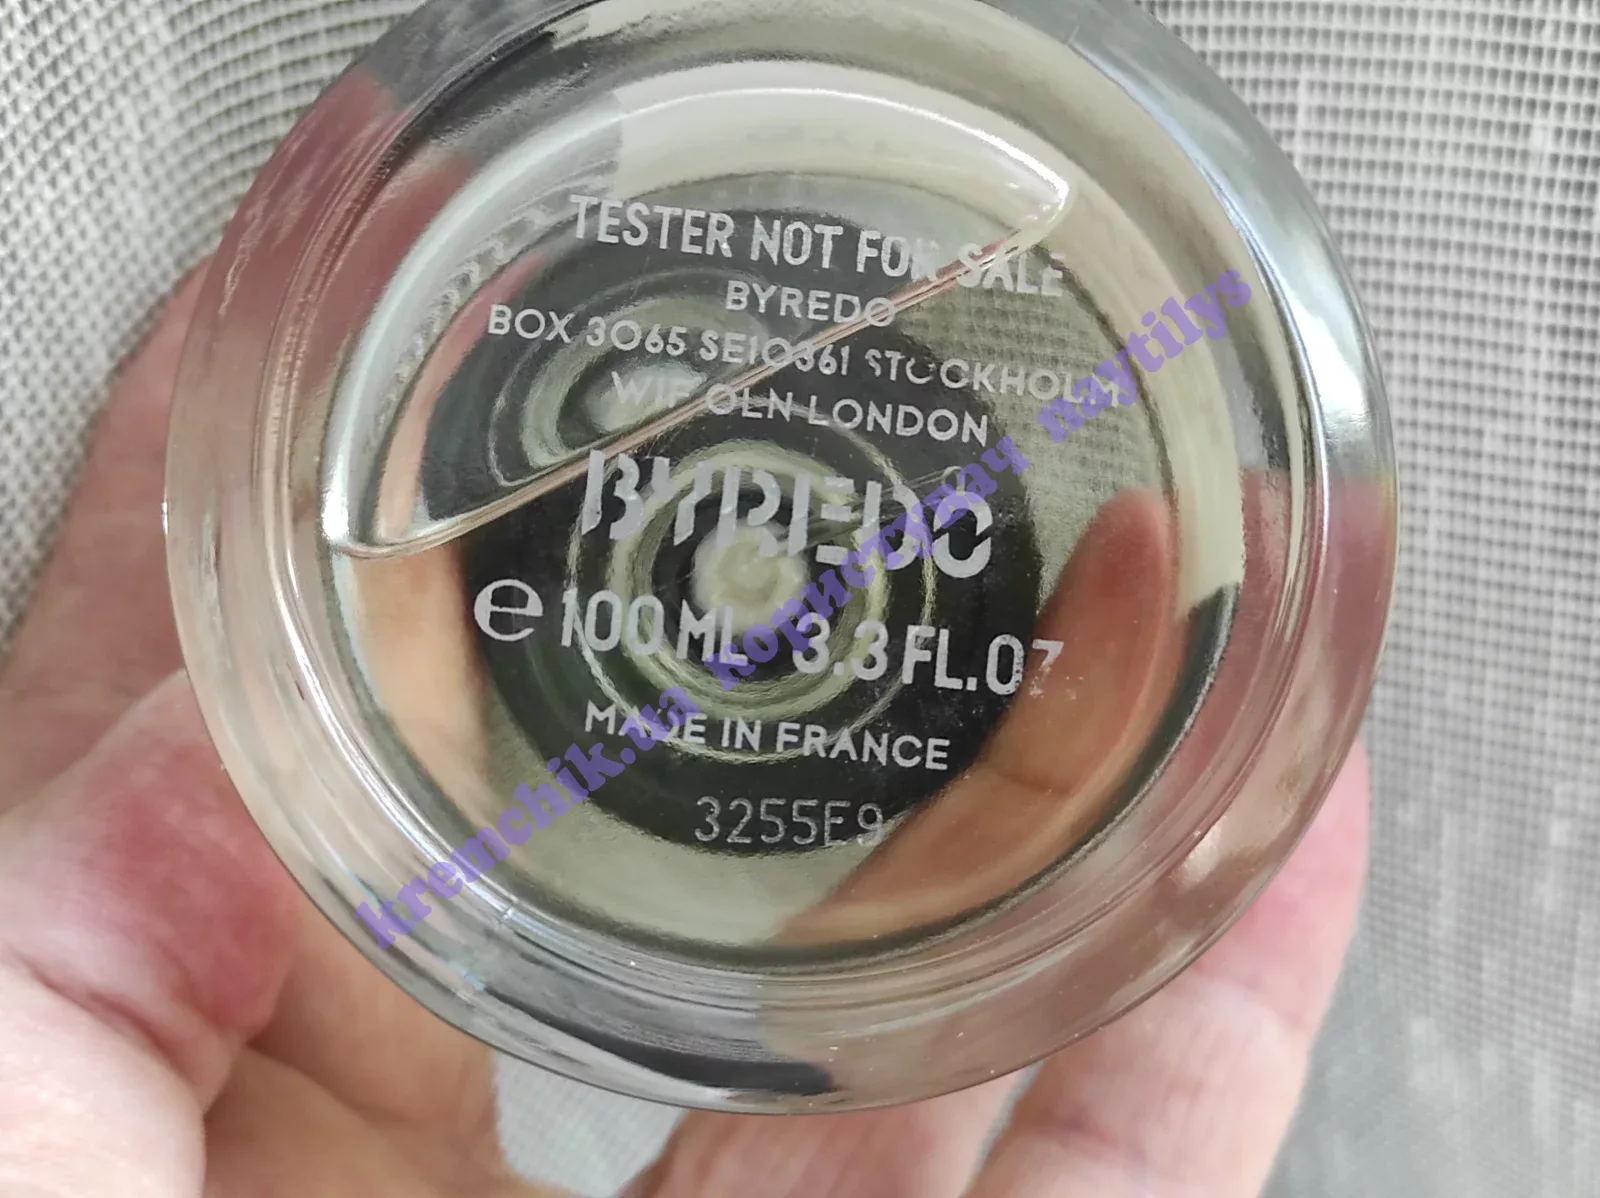 TESTER NOT FOR SALE
BYREDO
BOX 3065 SE10361 STOCKHOLM
W1F OLN LONDON
BYREDO
e 100 ML 3.3 FL.OZ
MADE IN FRANCE
3255E9
kremchik.ua користувач naytilys